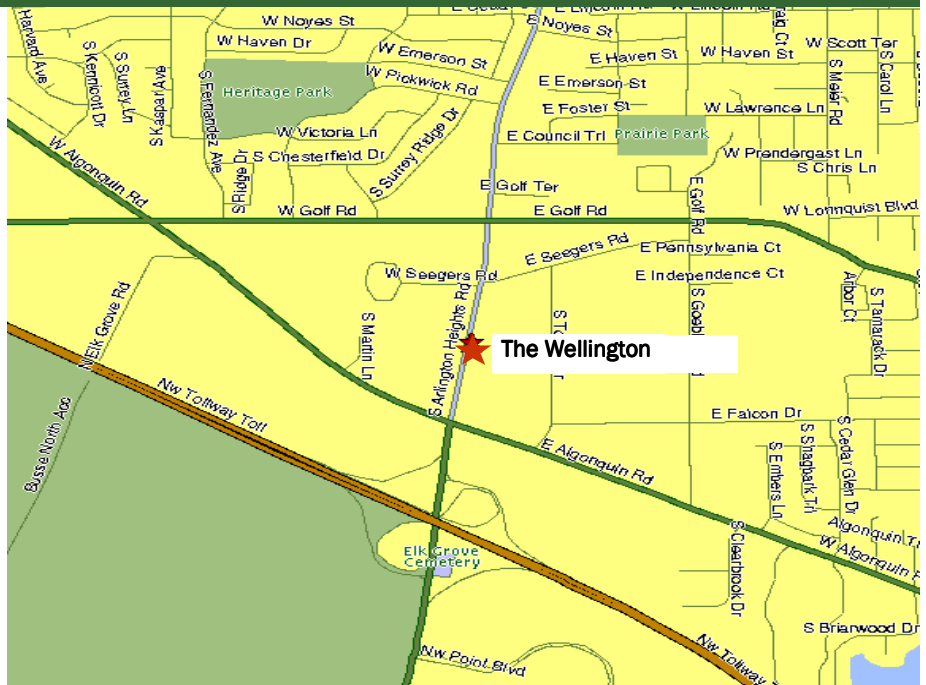 E Noyes St
W Noyes St
W Haven Dr
W Emerson St
W Pickwick Rd
Harvard Ave
S Kennicott Dr
S Surrey Ln
S Kaspar Ave
S Fernandez Ave
Heritage Park
W Victoria Ln
S Chesterfield Dr
S Surrey Ridge Dr
S Ridge Dr
E Haven St
W Haven St
W Scott Ter
E Emerson St
S Meier Rd
S Carol Ln
E Foster St
W Lawrence Ln
E Council Trl
Prairie Park
W Prendergast Ln
S Chris Ln
E Golf Ter
E Golf Rd
W Algonquin Rd
W Golf Rd
E Golf Rd
W Lonnquist Blvd
E Seegers Rd
E Pennsylvania Ct
W Seegers Rd
E Independence Ct
Arbor Ct
S Tamarack Dr
N Elk Grove Rd
S Martin Ln
S Arlington Heights Rd
The Wellington
Nw Tollway Toll
Busse North Acc
E Falcon Dr
E Algonquin Rd
S Embers Ln
S Shagbark Trl
S Cedar Glen Dr
W Algonquin
Elk Grove
Cemetery
S Clearbrook Dr
S Briarwood Dr
Nw Point Blvd
Nw Tollway